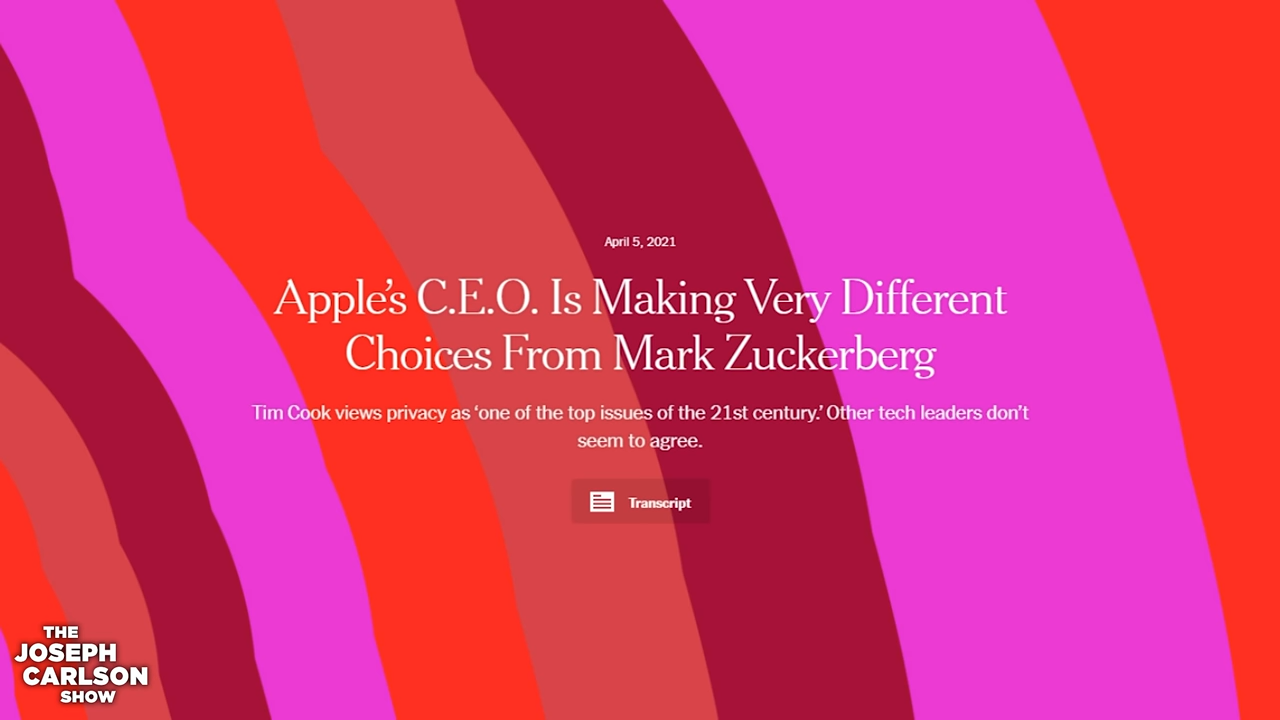 April 5, 2021
Apple’s C.E.O. Is Making Very Different
Choices From Mark Zuckerberg
Tim Cook views privacy as ‘one of the top issues of the 21st century.’ Other tech leaders don’t
seem to agree.
Transcript
THE
JOSEPH
CARLSON
SHOW